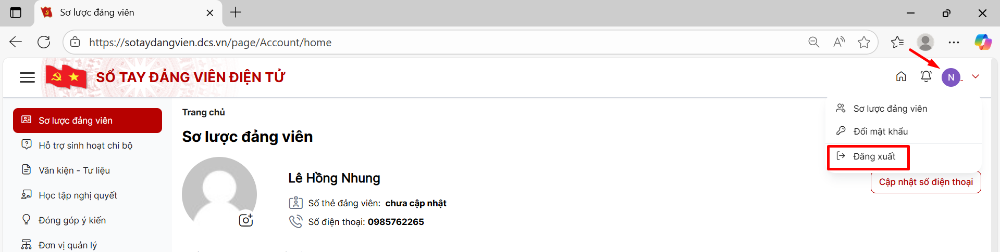 Sơ lược đảng viên
https://sotaydangvien.dcs.vn/page/Account/home
SỔ TAY ĐẢNG VIÊN ĐIỆN TỬ
N
Sơ lược đảng viên
Hỗ trợ sinh hoạt chi bộ
Văn kiện - Tư liệu
Học tập nghị quyết
Đóng góp ý kiến
Đơn vị quản lý
Trang chủ
Sơ lược đảng viên
Lê Hồng Nhung
Số thẻ đảng viên: chưa cập nhật
Số điện thoại: 0985762265
Sơ lược đảng viên
Đổi mật khẩu
Đăng xuất
Cập nhật số điện thoại